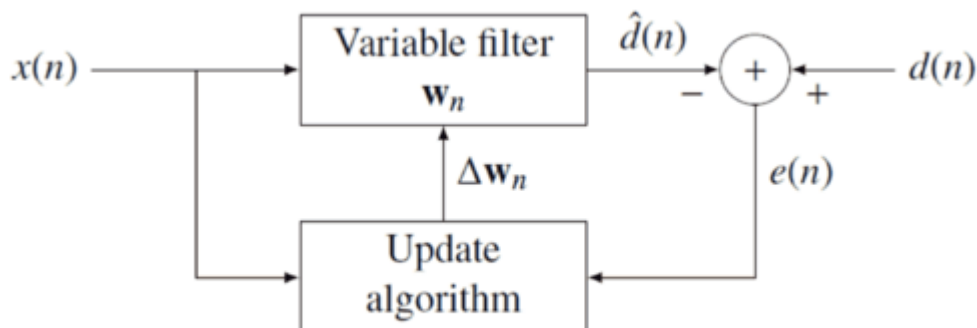 x(n)
Variable filter
𝐰ₙ
d̂(n)
−
+
+
d(n)
Δ𝐰ₙ
e(n)
Update
algorithm